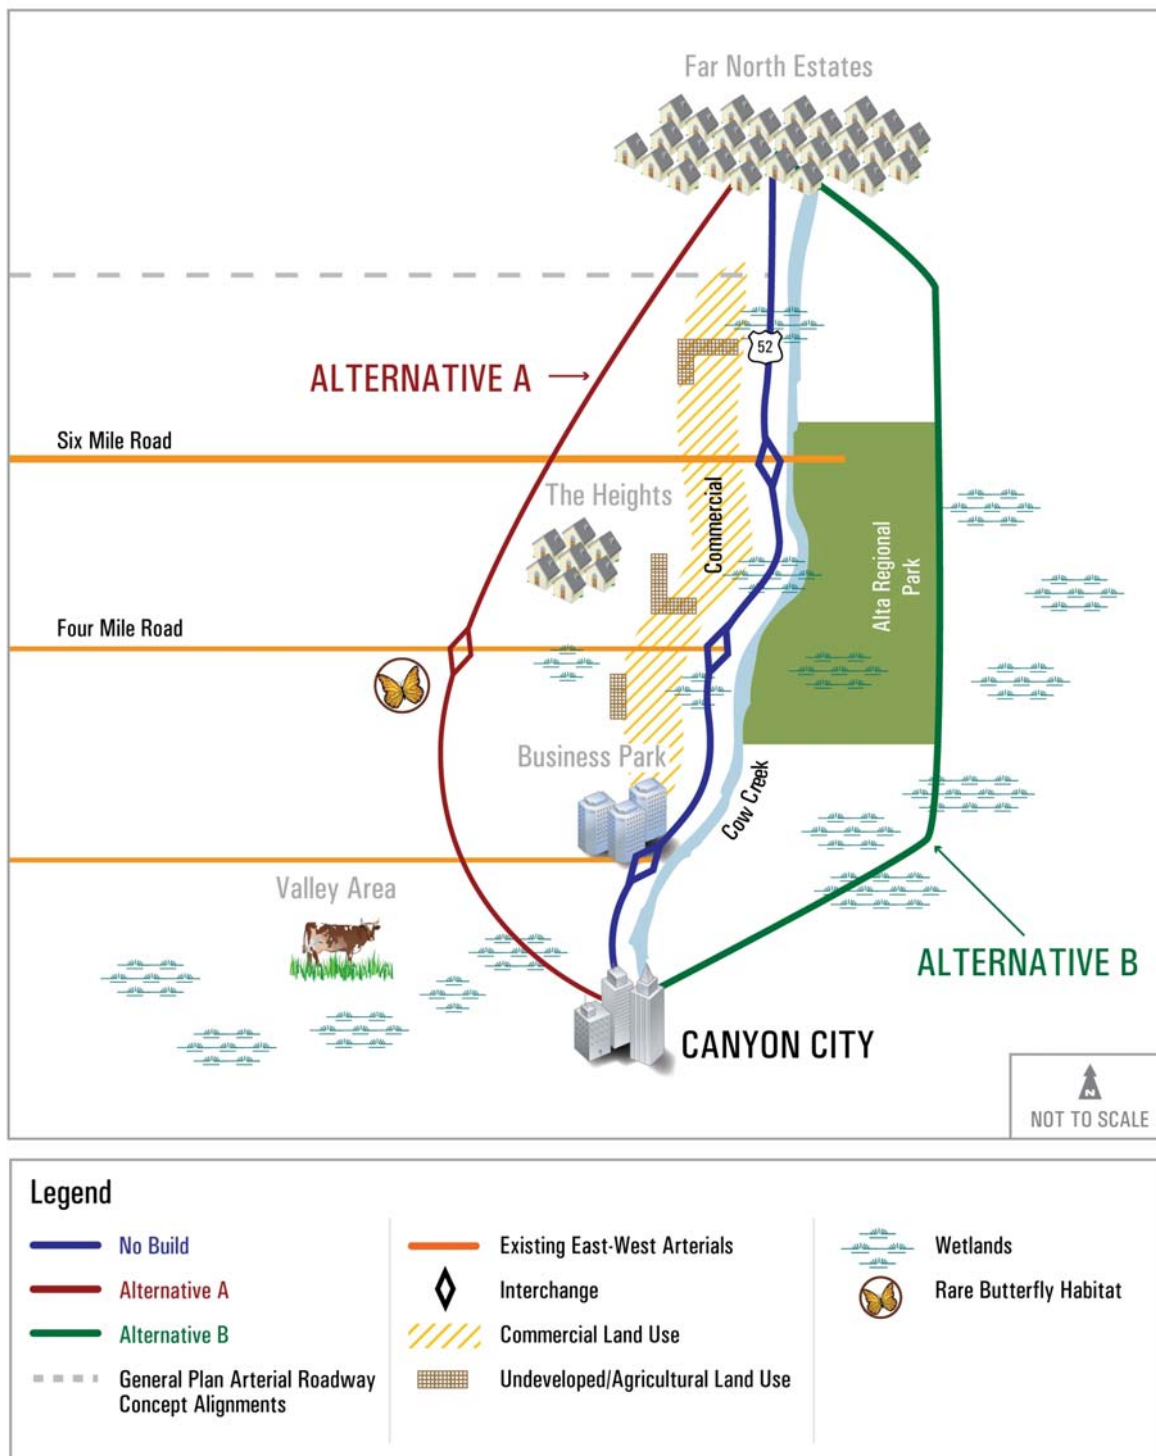 Far North Estates
52
ALTERNATIVE A
Six Mile Road
The Heights
Commercial
Alta Regional
Park
Four Mile Road
Business Park
Cow Creek
Valley Area
ALTERNATIVE B
CANYON CITY
N
NOT TO SCALE
Legend
No Build
Alternative A
Alternative B
General Plan Arterial Roadway
Concept Alignments
Existing East-West Arterials
Interchange
Commercial Land Use
Undeveloped/Agricultural Land Use
Wetlands
Rare Butterfly Habitat